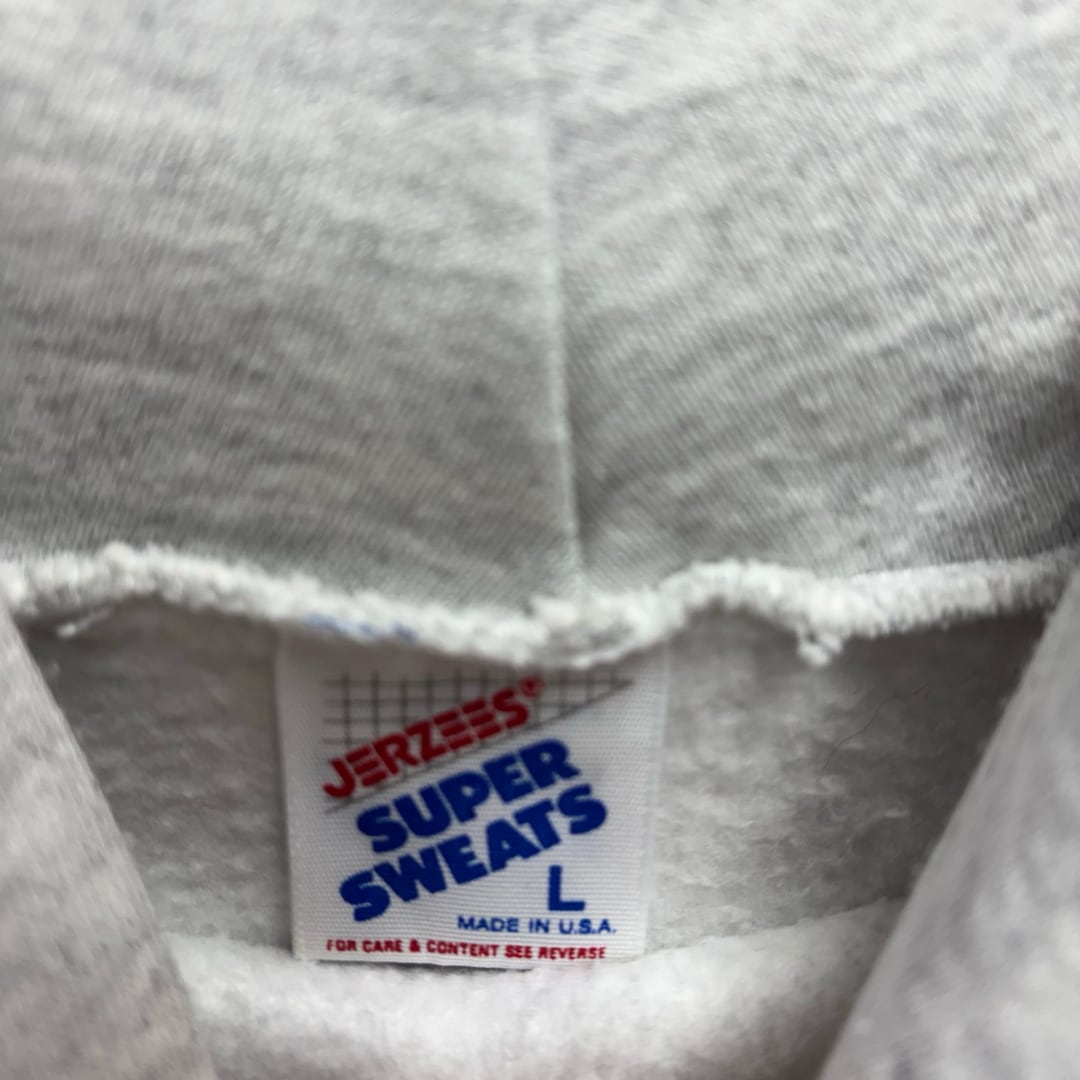 JERZEES®
SUPER
SWEATS
L
MADE IN U.S.A.
FOR CARE & CONTENT SEE REVERSE